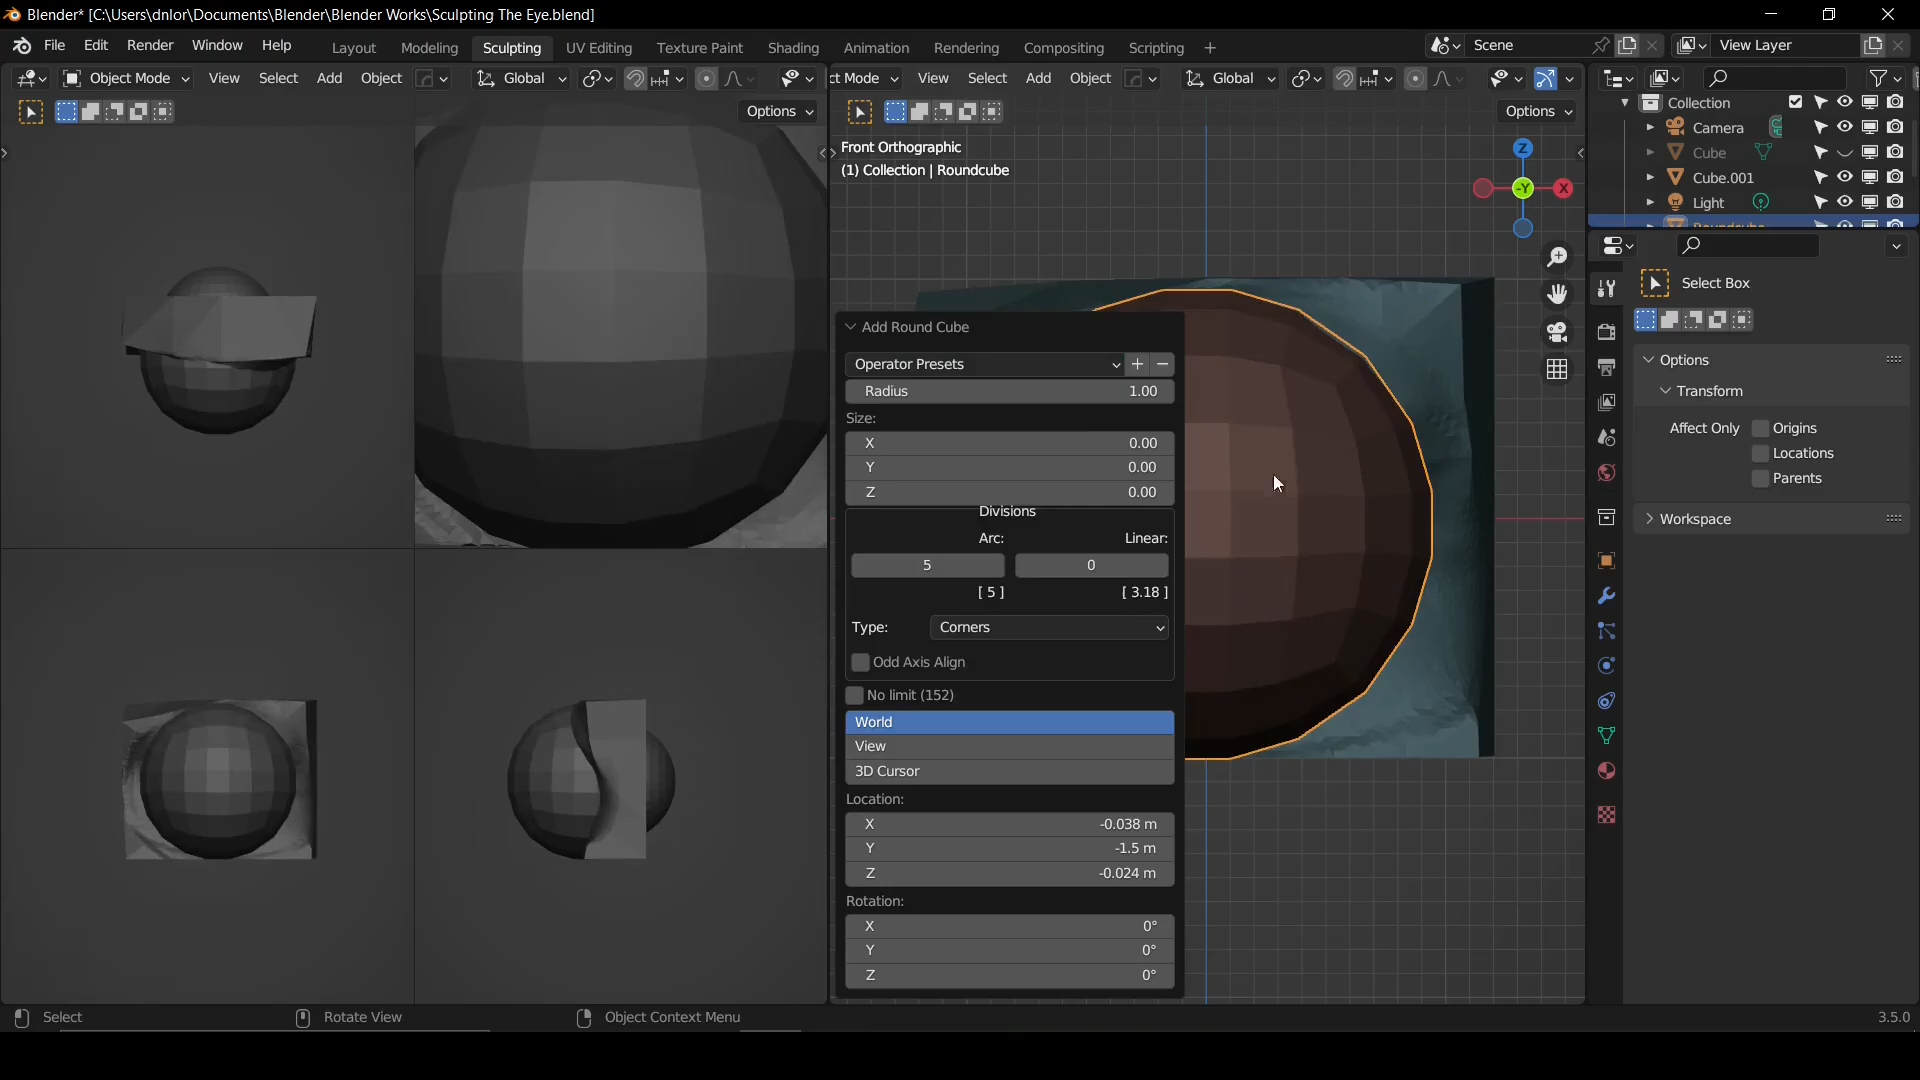 Blender* [C:\Users\dnlor\Documents\Blender\Blender Works\Sculpting The Eye.blend]
File Edit Render Window Help Layout Modeling Sculpting UV Editing Texture Paint Shading Animation Rendering Compositing Scripting + Scene View Layer
Object Mode View Select Add Object Global ct Mode View Select Add Object Global
Options Options
Front Orthographic
(1) Collection | Roundcube
Z
-Y X
Collection
Camera
Cube
Cube.001
Light
Roundcube
Select Box
Options
Transform
Affect Only Origins
Locations
Parents
Workspace
Add Round Cube
Operator Presets
Radius 1.00
Size:
X 0.00
Y 0.00
Z 0.00
Divisions
Arc: Linear:
5 0
[ 5 ] [ 3.18 ]
Type: Corners
Odd Axis Align
No limit (152)
World
View
3D Cursor
Location:
X -0.038 m
Y -1.5 m
Z -0.024 m
Rotation:
X 0°
Y 0°
Z 0°
Select Rotate View Object Context Menu 3.5.0